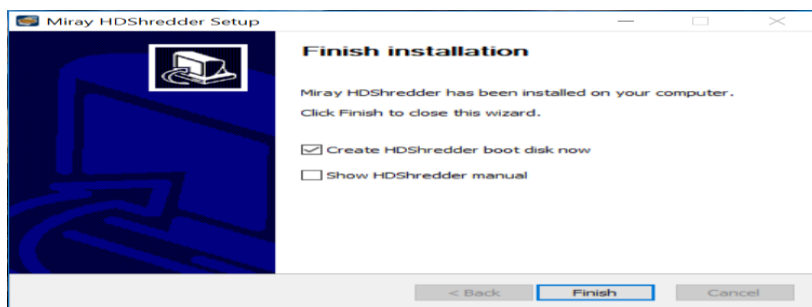 Miray HDShredder Setup
Finish installation
Miray HDShredder has been installed on your computer.
Click Finish to close this wizard.
Create HDShredder boot disk now
Show HDShredder manual
< Back
Finish
Cancel